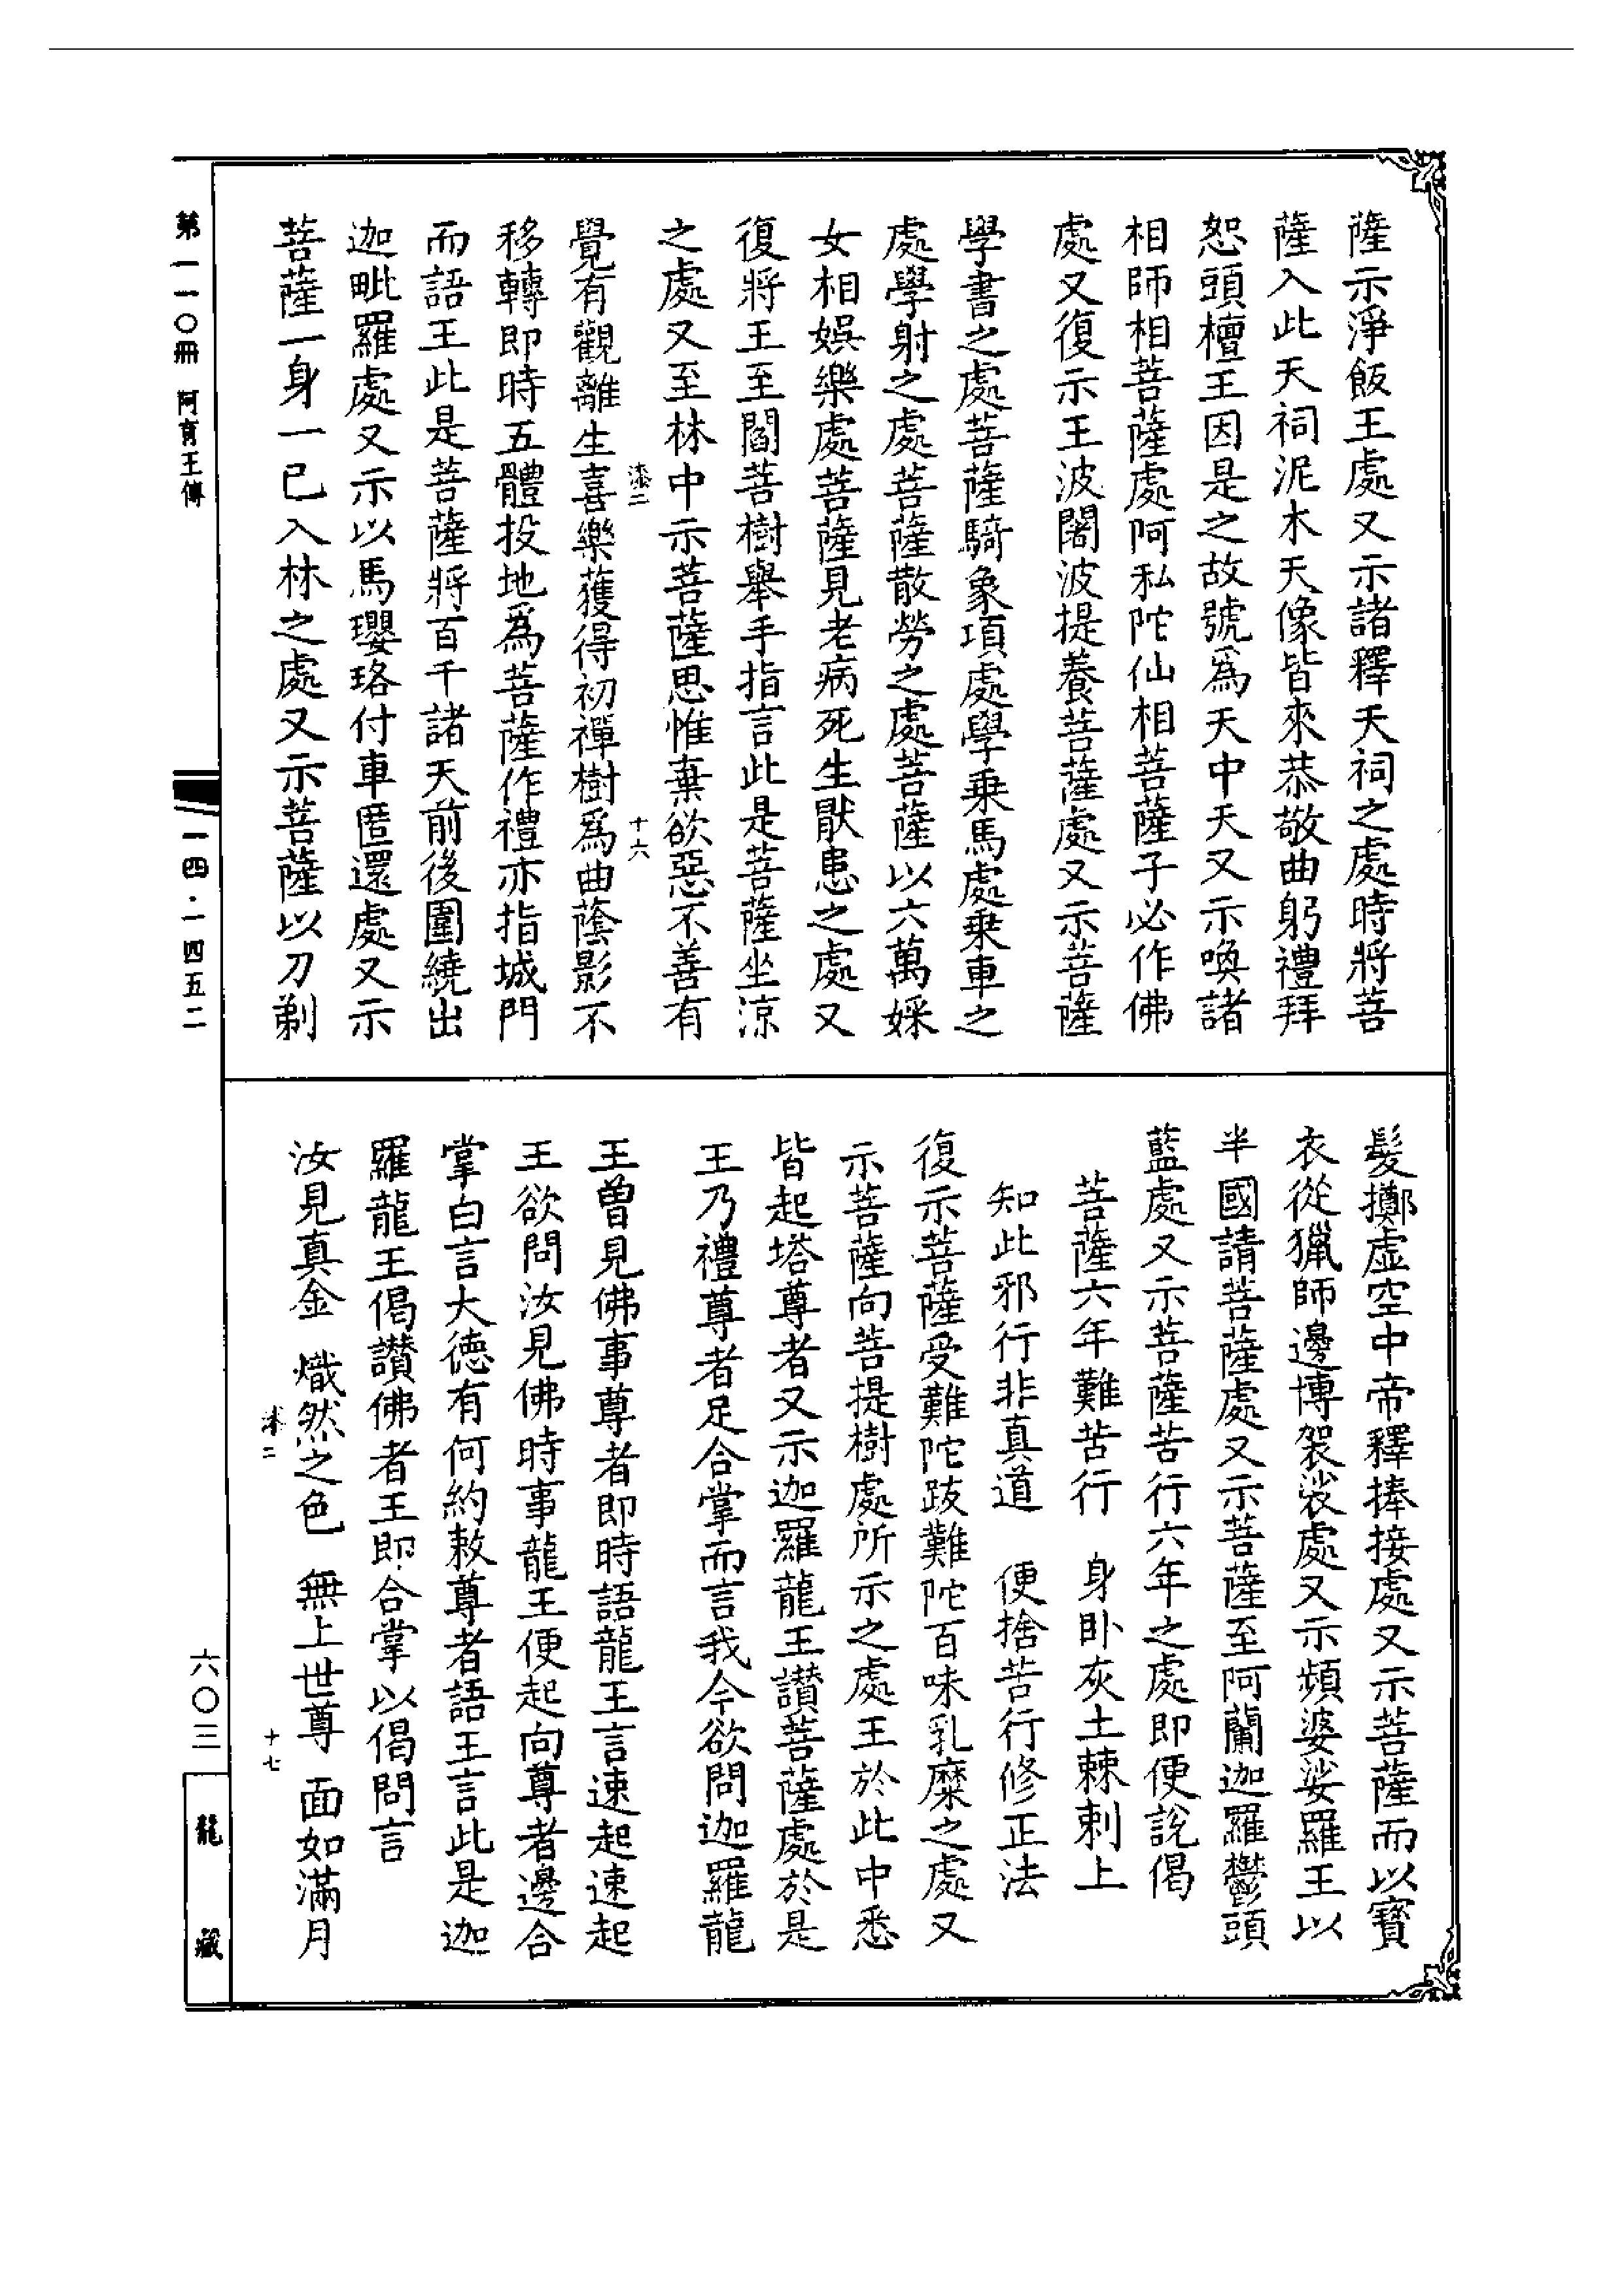 薩示淨飯王處又示諸釋天祠之處時將菩
薩入此天祠泥木天像皆來恭敬曲躬禮拜
恕頭檀王因是之故號爲天中天又示喚諸
相師相菩薩處阿私陀仙相菩薩子必作佛
處又復示王波闍波提養菩薩處又示菩薩
學書之處菩薩騎象項處學乗馬處乗車之
處學射之處菩薩散勞之處菩薩以六萬婇
女相娛樂處菩薩見老病死生厭患之處又
復將王至閻菩樹舉手指言此是菩薩坐涼
之處又至林中示菩薩思惟棄欲惡不善有
漆二 十六
覺有觀離生喜樂獲得初禪樹爲曲蔭影不
移轉即時五體投地爲菩薩作禮亦指城門
而語王此是菩薩將百千諸天前後圍繞出
迦毗羅處又示以馬瓔珞付車匿還處又示
菩薩一身一已入林之處又示菩薩以刀剃
髮擲虛空中帝釋捧接處又示菩薩而以寶
衣從獵師邊博袈裟處又示頻婆娑羅王以
半國請菩薩處又示菩薩至阿蘭迦羅鬱頭
藍處又示菩薩苦行六年之處即便說偈
菩薩六年難苦行 身卧灰土棘刺上
知此邪行非真道 便捨苦行修正法
復示菩薩受難陀跋難陀百味乳糜之處又
示菩薩向菩提樹處所示之處王於此中悉
皆起塔尊者又示迦羅龍王讃菩薩處於是
王乃禮尊者足合掌而言我今欲問迦羅龍
王曽見佛事尊者即時語龍王言速起速起
王欲問汝見佛時事龍王便起向尊者邊合
掌白言大德有何約敕尊者語王言此是迦
羅龍王偈讃佛者王即合掌以偈問言
汝見真金 熾然之色 無上世尊 面如滿月
漆二 十七
第一一〇冊 阿育王傳
一四·一四五二
六〇三
龍藏